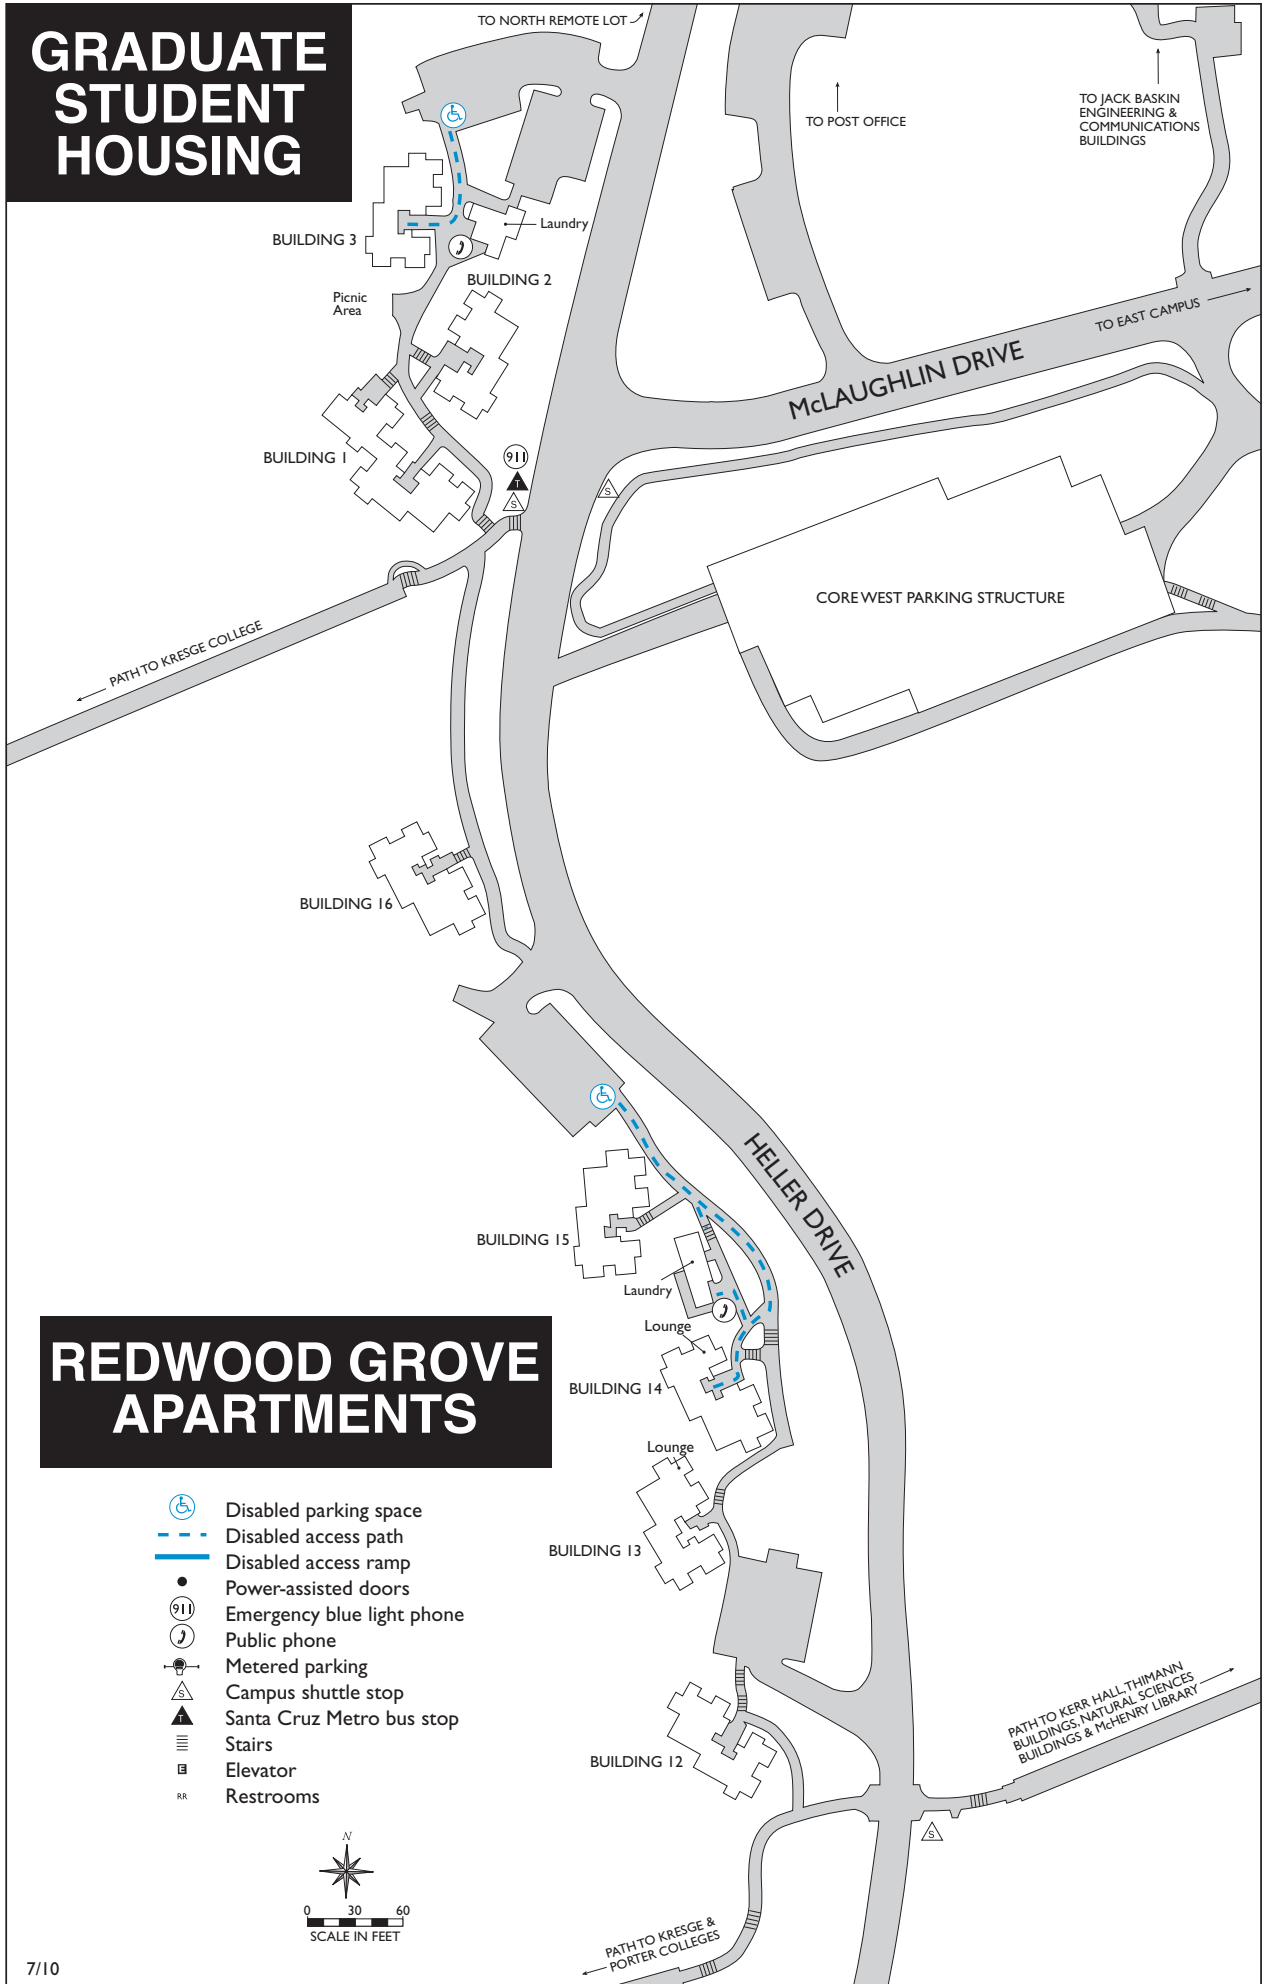 GRADUATE
STUDENT
HOUSING
TO NORTH REMOTE LOT
TO POST OFFICE
TO JACK BASKIN
ENGINEERING &
COMMUNICATIONS
BUILDINGS
Laundry
BUILDING 3
BUILDING 2
Picnic
Area
TO EAST CAMPUS
McLAUGHLIN DRIVE
BUILDING 1
911
T
S
S
CORE WEST PARKING STRUCTURE
PATH TO KRESGE COLLEGE
BUILDING 16
HELLER DRIVE
BUILDING 15
Laundry
Lounge
BUILDING 14
REDWOOD GROVE
APARTMENTS
Lounge
BUILDING 13
Disabled parking space
Disabled access path
Disabled access ramp
Power-assisted doors
911 Emergency blue light phone
Public phone
Metered parking
S Campus shuttle stop
T Santa Cruz Metro bus stop
Stairs
E Elevator
RR Restrooms
PATH TO KERR HALL, THIMANN
BUILDINGS, NATURAL SCIENCES
BUILDINGS & McHENRY LIBRARY
BUILDING 12
S
N
0 30 60
SCALE IN FEET
PATH TO KRESGE &
PORTER COLLEGES
7/10